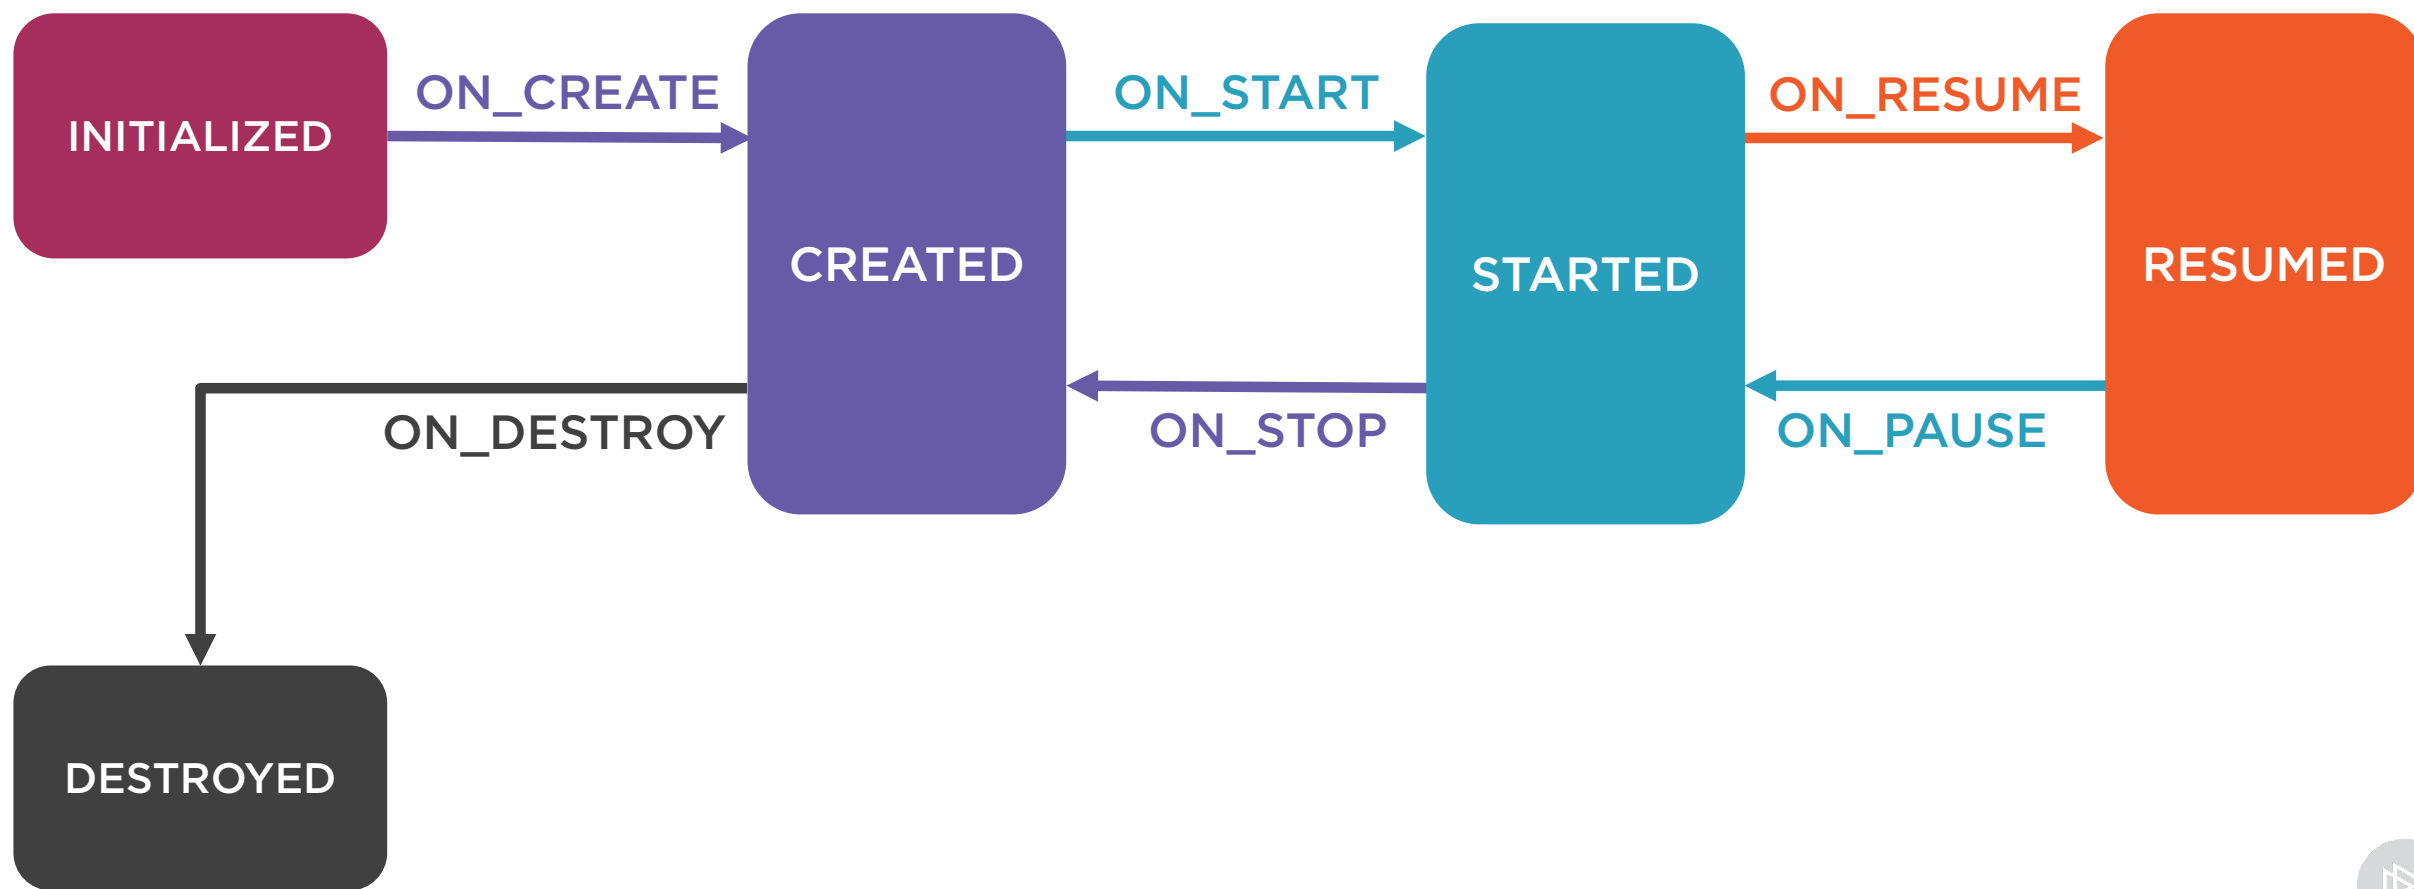 ON_CREATE
ON_START
ON_RESUME
INITIALIZED
CREATED
STARTED
RESUMED
ON_DESTROY
ON_STOP
ON_PAUSE
DESTROYED